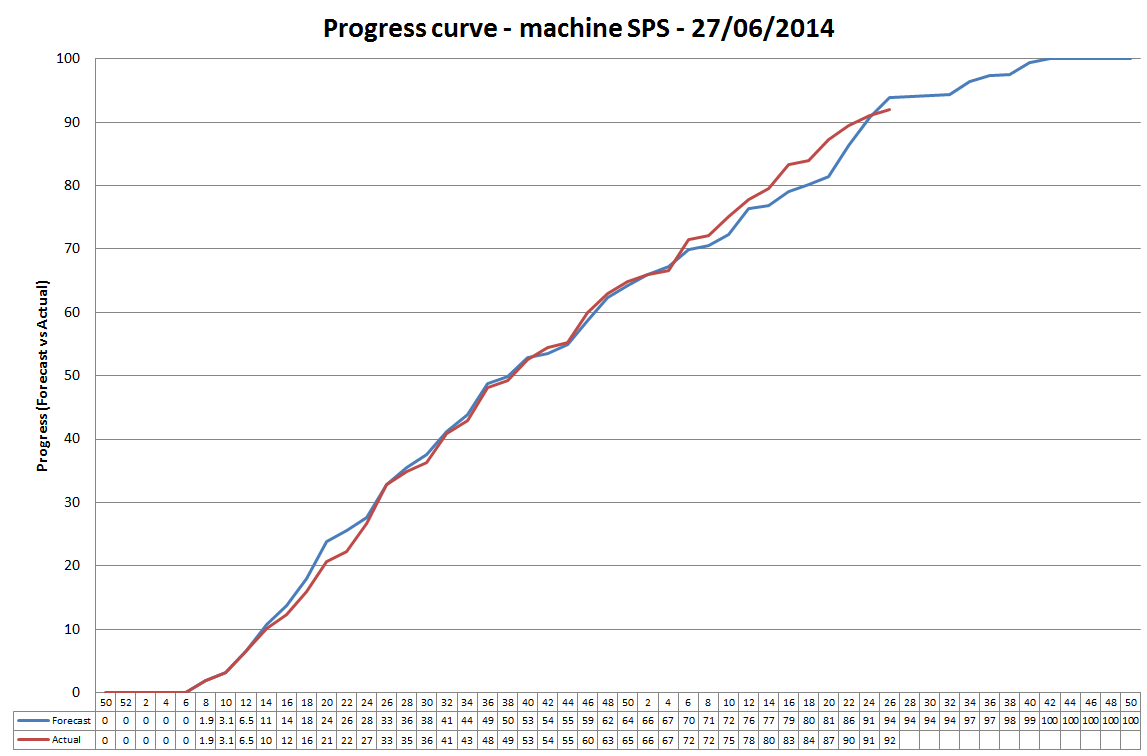 Progress curve - machine SPS - 27/06/2014
Progress (Forecast vs Actual)
100
90
80
70
60
50
40
30
20
10
0
50 52 2 4 6 8 10 12 14 16 18 20 22 24 26 28 30 32 34 36 38 40 42 44 46 48 50 2 4 6 8 10 12 14 16 18 20 22 24 26 28 30 32 34 36 38 40 42 44 46 48 50
Forecast 0 0 0 0 0 1.9 3.1 6.5 11 14 18 24 26 28 33 36 38 41 44 49 50 53 54 55 59 62 64 66 67 70 71 72 76 77 79 80 81 86 91 94 94 94 94 97 97 98 99 100 100 100 100 100
Actual 0 0 0 0 0 1.9 3.1 6.5 10 12 16 21 22 27 33 35 36 41 43 48 49 53 54 55 60 63 65 66 67 72 72 75 78 80 83 84 87 90 91 92